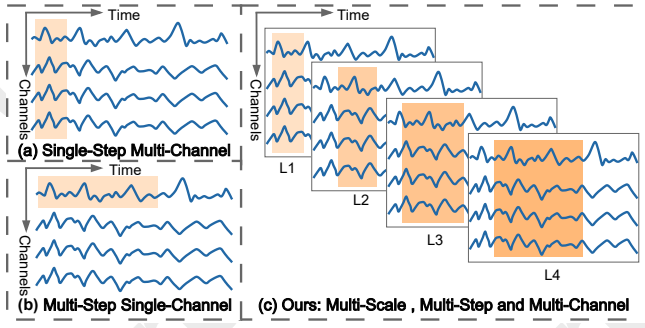 Time
Channels
(a) Single-Step Multi-Channel
Time
Channels
(b) Multi-Step Single-Channel
Time
Channels
L1
L2
L3
L4
(c) Ours: Multi-Scale , Multi-Step and Multi-Channel